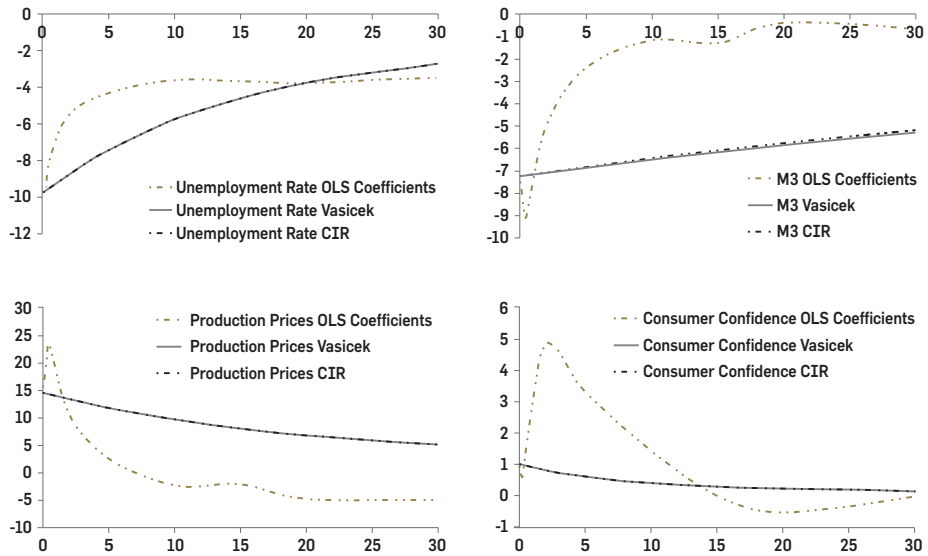 0
0 5 10 15 20 25 30
-2
-4
-6
-8
-10
-12
Unemployment Rate OLS Coefficients
Unemployment Rate Vasicek
Unemployment Rate CIR
0
-1
0 5 10 15 20 25 30
-2
-3
-4
-5
-6
-7
-8
-9
-10
M3 OLS Coefficients
M3 Vasicek
M3 CIR
30
25
20
15
10
5
0
-5
-10
0 5 10 15 20 25 30
Production Prices OLS Coefficients
Production Prices Vasicek
Production Prices CIR
6
5
4
3
2
1
0
-1
0 5 10 15 20 25 30
Consumer Confidence OLS Coefficients
Consumer Confidence Vasicek
Consumer Confidence CIR